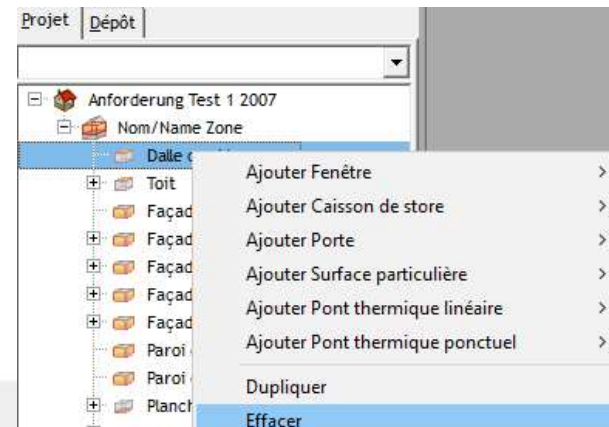 Projet Dépôt
Anforderung Test 1 2007
Nom/Name Zone
Dalle
Toit
Façad
Façad
Façad
Façad
Façad
Paroi
Paroi
Planch
Ajouter Fenêtre
Ajouter Caisson de store
Ajouter Porte
Ajouter Surface particulière
Ajouter Pont thermique linéaire
Ajouter Pont thermique ponctuel
Dupliquer
Effacer